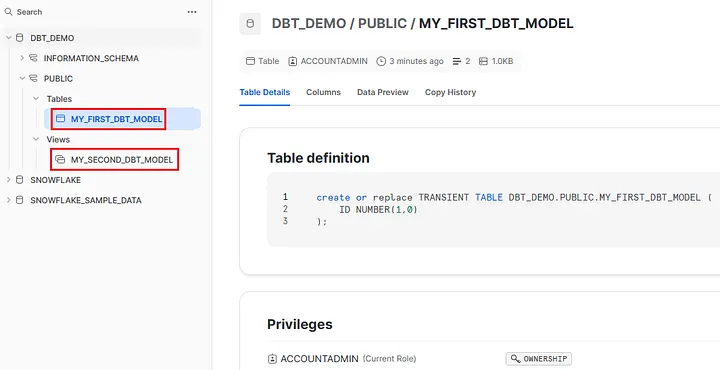 Search
...
DBT_DEMO
INFORMATION_SCHEMA
PUBLIC
Tables
MY_FIRST_DBT_MODEL
Views
MY_SECOND_DBT_MODEL
SNOWFLAKE
SNOWFLAKE_SAMPLE_DATA
DBT_DEMO / PUBLIC / MY_FIRST_DBT_MODEL
Table ACCOUNTADMIN 3 minutes ago 2 1.0KB
Table Details Columns Data Preview Copy History
Table definition
1 create or replace TRANSIENT TABLE DBT_DEMO.PUBLIC.MY_FIRST_DBT_MODEL (
2 ID NUMBER(1,0)
3 );
Privileges
ACCOUNTADMIN (Current Role) OWNERSHIP